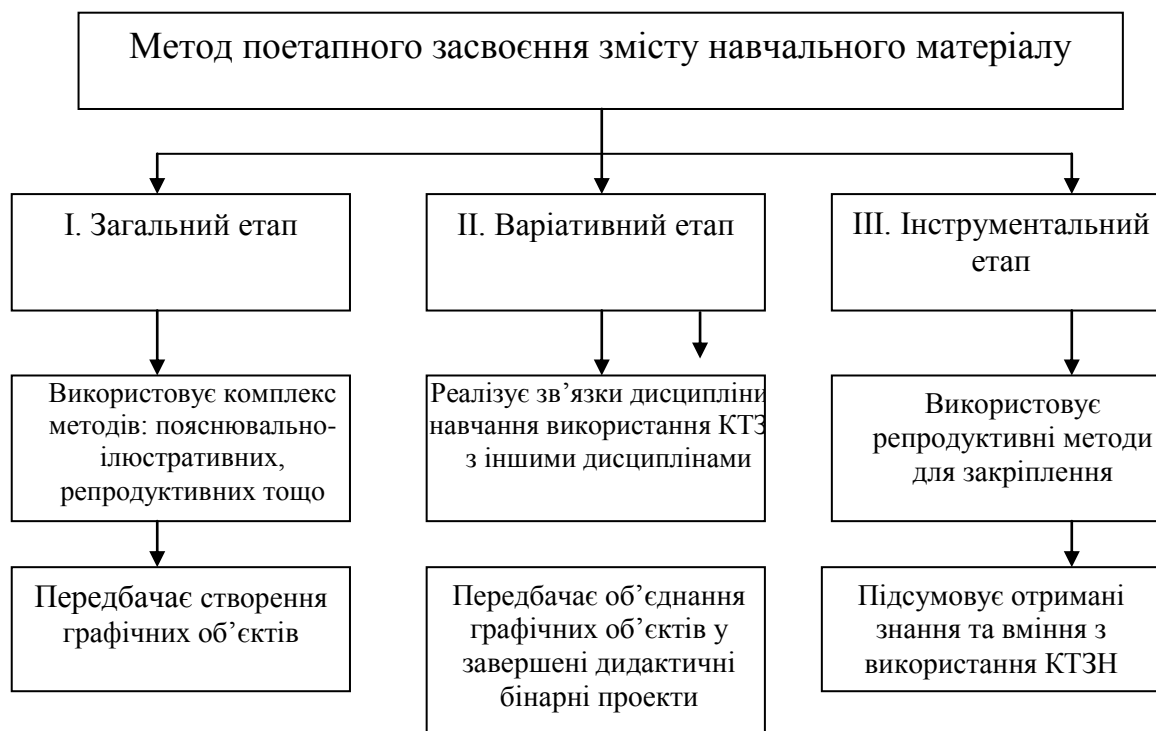 Метод поетапного засвоєння змісту навчального матеріалу
І. Загальний етап
ІІ. Варіативний етап
ІІІ. Інструментальний
етап
Використовує комплекс
методів: пояснювально-
ілюстративних,
репродуктивних тощо
Реалізує зв’язки дисципліни
навчання використання КТЗ
з іншими дисциплінами
Використовує
репродуктивні методи
для закріплення
Передбачає створення
графічних об’єктів
Передбачає об’єднання
графічних об’єктів у
завершені дидактичні
бінарні проекти
Підсумовує отримані
знання та вміння з
використання КТЗН